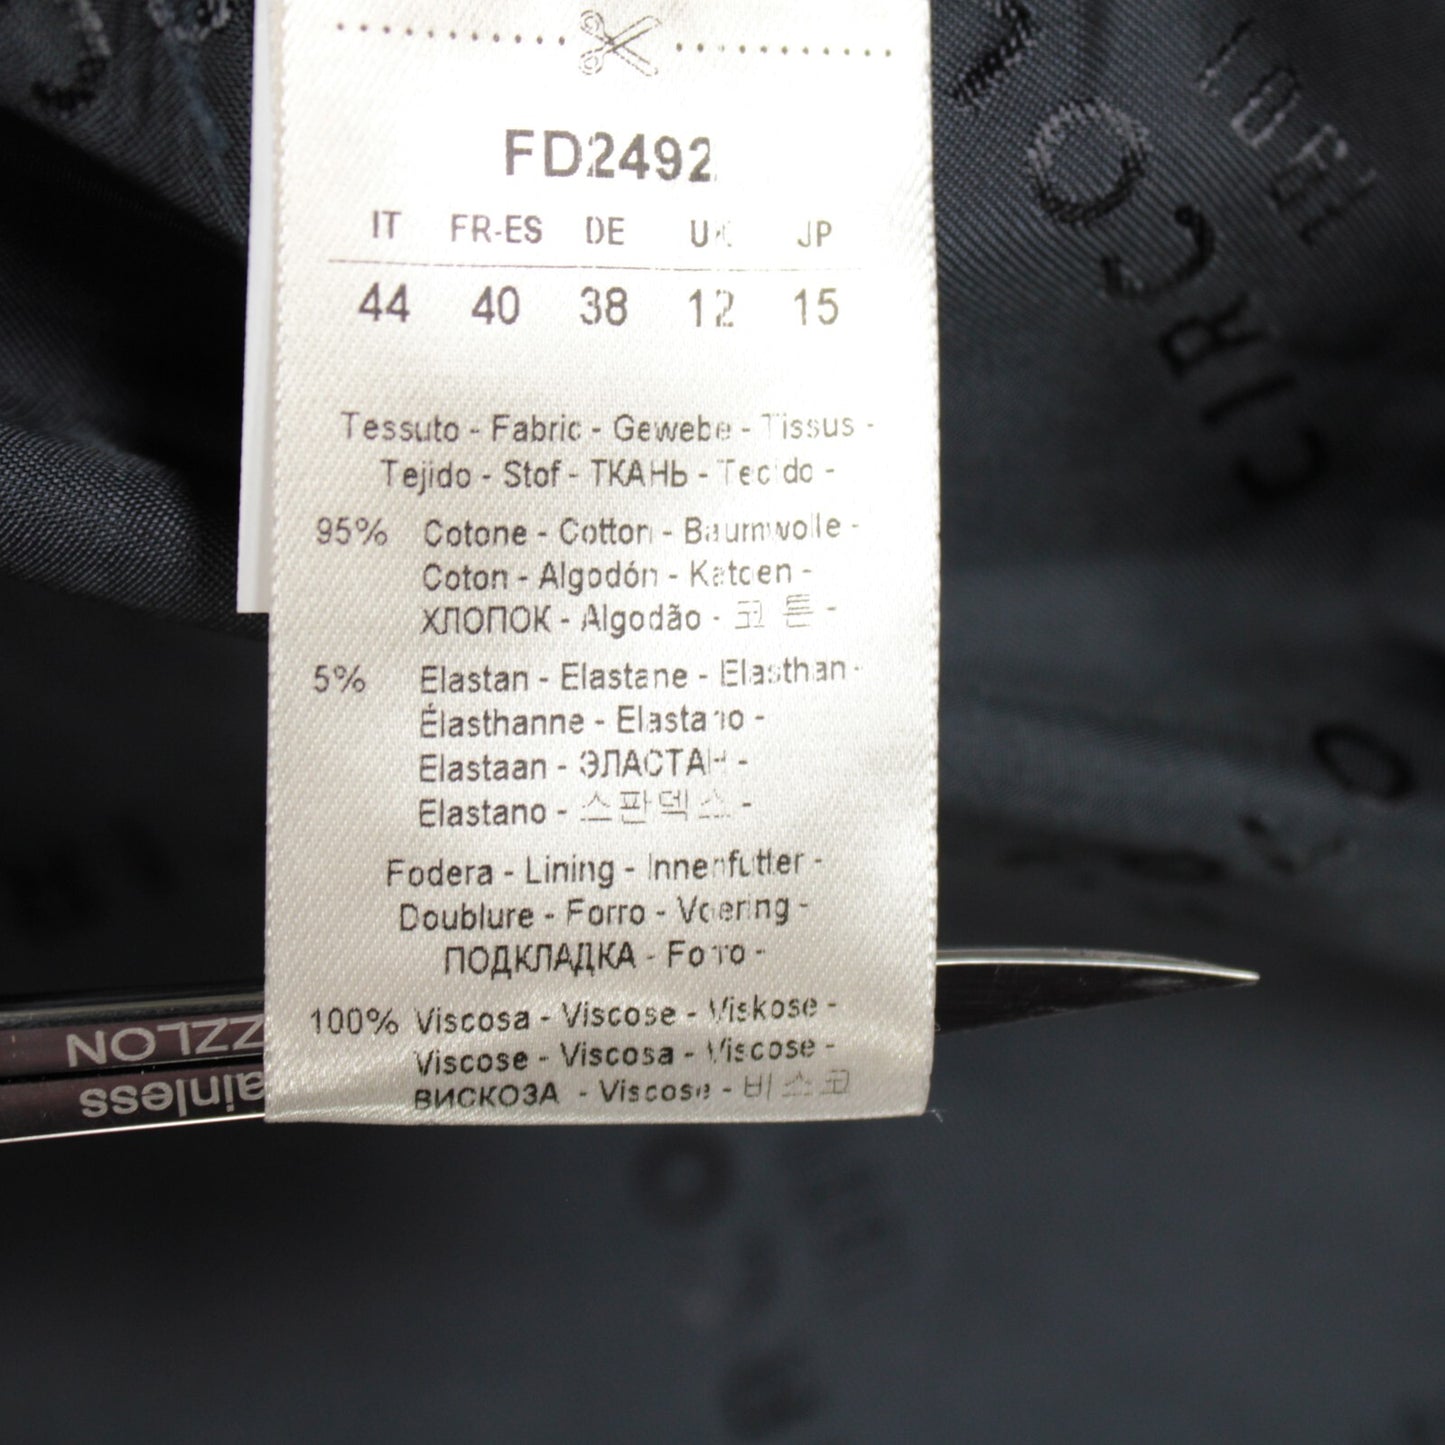 FD2492
IT FR-ES DE UK JP
44 40 38 12 15
Tessuto - Fabric - Gewebe - Tissus -
Tejido - Stof - ТКАНЬ - Tecido -
95% Cotone - Cotton - Baumwolle -
Coton - Algodón - Katoen -
ХЛОПОК - Algodão - 코튼 -
5% Elastan - Elastane - Elasthan -
Élasthanne - Elastano -
Elastaan - ЭЛАСТАН -
Elastano - 스판덱스 -
Fodera - Lining - Innenfutter -
Doublure - Forro - Voering -
ПОДКЛАДКА - Forro -
100% Viscosa - Viscose - Viskose -
Viscose - Viscosa - Viscose -
ВИСКОЗА - Viscose - 비스코